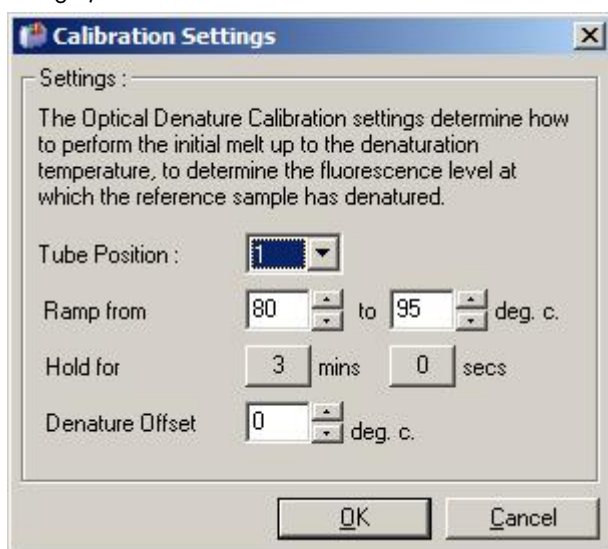 Calibration Settings
Settings :
The Optical Denature Calibration settings determine how
to perform the initial melt up to the denaturation
temperature, to determine the fluorescence level at
which the reference sample has denatured.
Tube Position : 1
Ramp from 80 to 95 deg. c.
Hold for 3 mins 0 secs
Denature Offset 0 deg. c.
OK Cancel